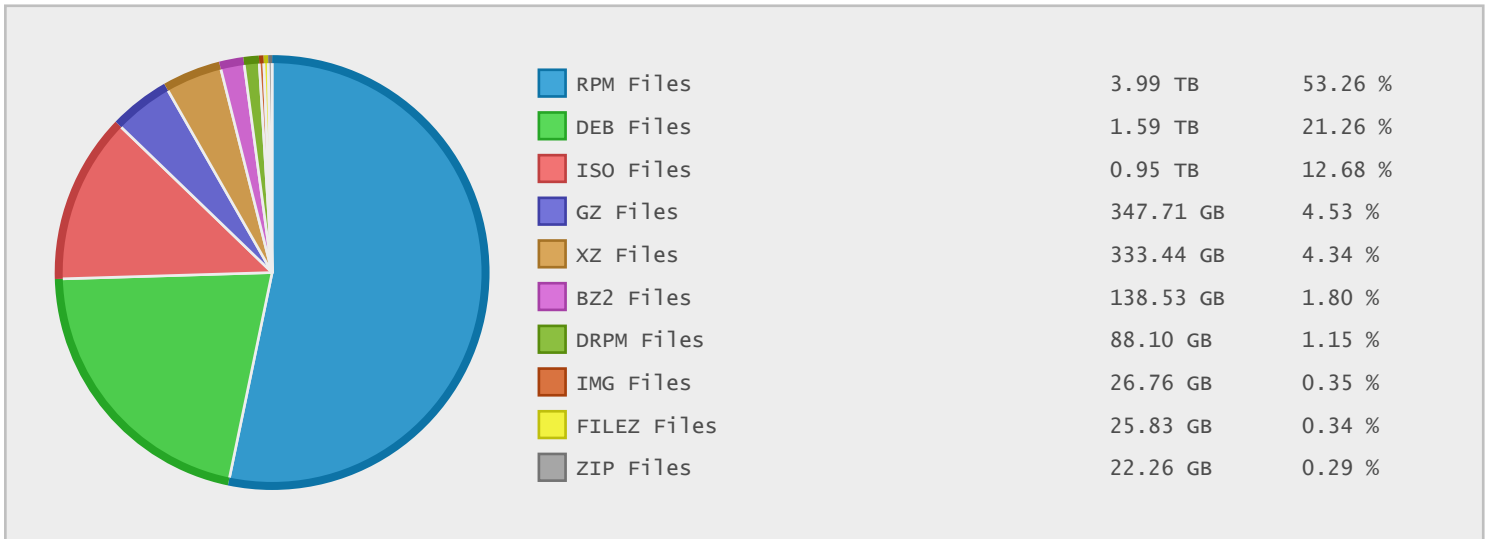 RPM Files 3.99 TB 53.26 %
DEB Files 1.59 TB 21.26 %
ISO Files 0.95 TB 12.68 %
GZ Files 347.71 GB 4.53 %
XZ Files 333.44 GB 4.34 %
BZ2 Files 138.53 GB 1.80 %
DRPM Files 88.10 GB 1.15 %
IMG Files 26.76 GB 0.35 %
FILEZ Files 25.83 GB 0.34 %
ZIP Files 22.26 GB 0.29 %